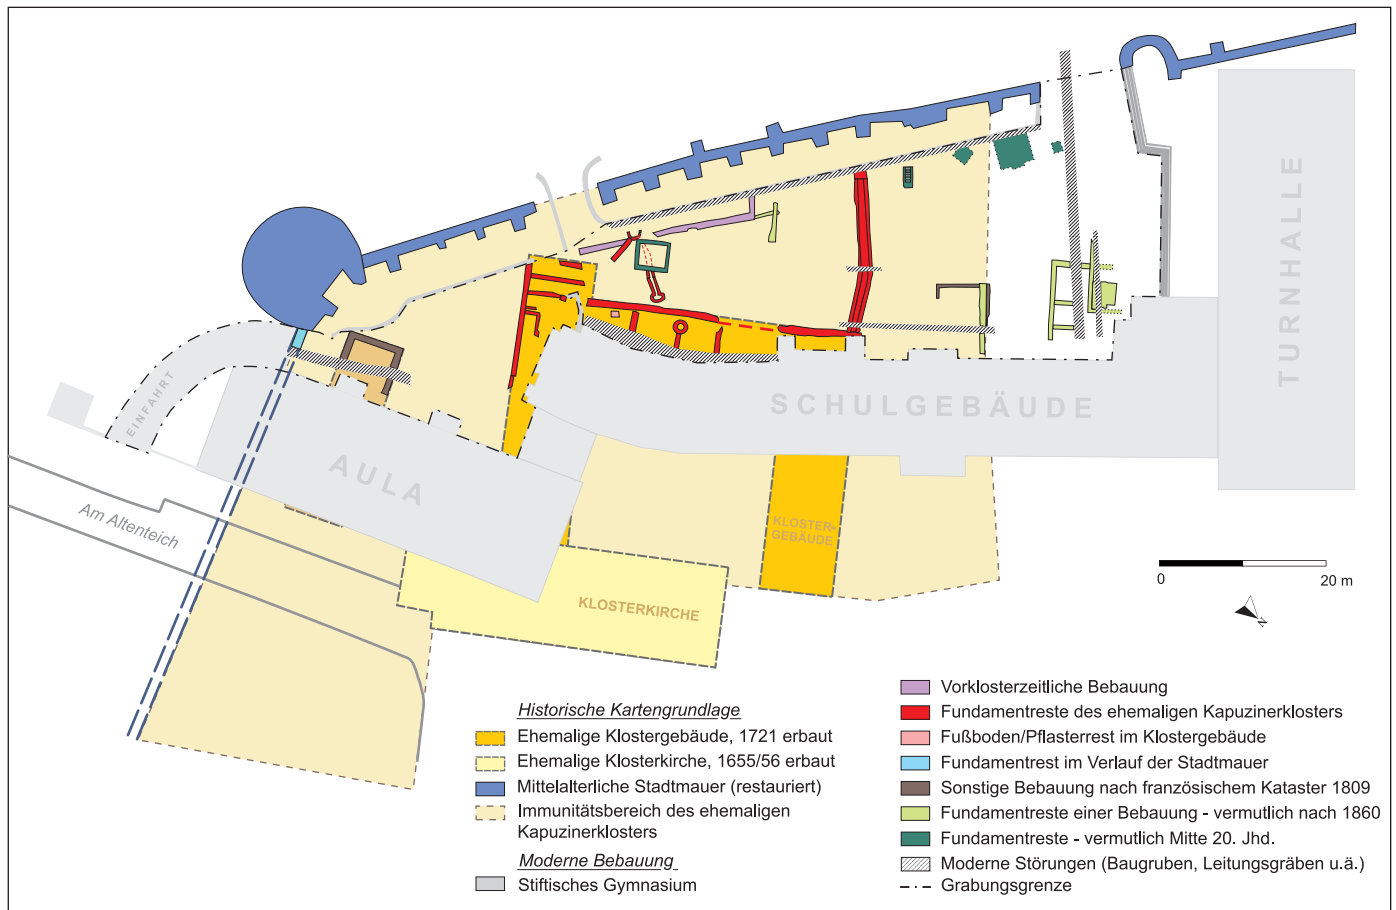 TURNHALLE
SCHULGEBÄUDE
EINFAHRT
AULA
Am Altenteich
KLOSTER-
GEBÄUDE
KLOSTERKIRCHE
0 20 m
N
Historische Kartengrundlage
Ehemalige Klostergebäude, 1721 erbaut
Ehemalige Klosterkirche, 1655/56 erbaut
Mittelalterliche Stadtmauer (restauriert)
Immunitätsbereich des ehemaligen
Kapuzinerklosters
Moderne Bebauung
Stiftisches Gymnasium
Vorklosterzeitliche Bebauung
Fundamentreste des ehemaligen Kapuzinerklosters
Fußboden/Pflasterrest im Klostergebäude
Fundamentrest im Verlauf der Stadtmauer
Sonstige Bebauung nach französischem Kataster 1809
Fundamentreste einer Bebauung - vermutlich nach 1860
Fundamentreste - vermutlich Mitte 20. Jhd.
Moderne Störungen (Baugruben, Leitungsgräben u.ä.)
Grabungsgrenze